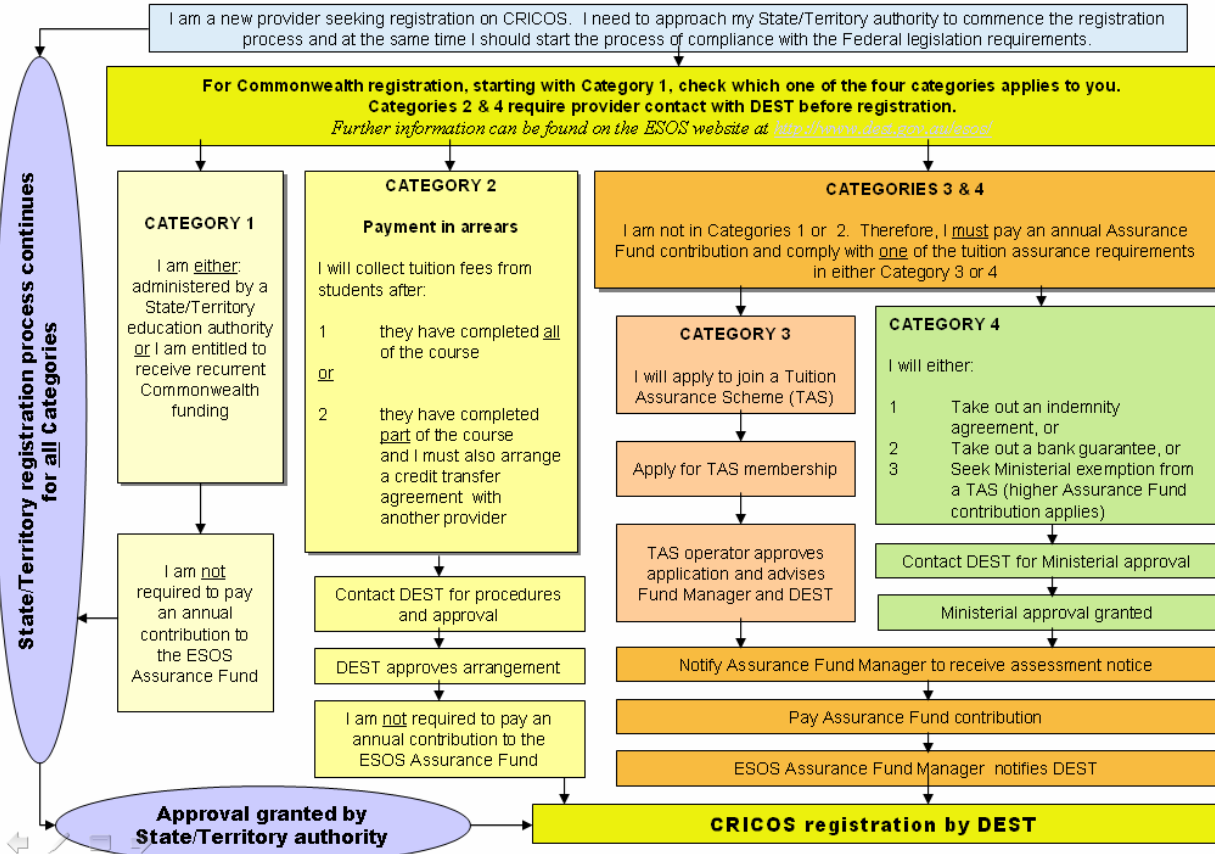 I am a new provider seeking registration on CRICOS. I need to approach my State/Territory authority to commence the registration
process and at the same time I should start the process of compliance with the Federal legislation requirements.
For Commonwealth registration, starting with Category 1, check which one of the four categories applies to you.
Categories 2 & 4 require provider contact with DEST before registration.
Further information can be found on the ESOS website at http://www.dest.gov.au/esos/
State/Territory registration process continues
for all Categories
CATEGORY 1
I am either:
administered by a
State/Territory
education authority
or I am entitled to
receive recurrent
Commonwealth
funding
I am not
required to pay
an annual
contribution to
the ESOS
Assurance Fund
CATEGORY 2
Payment in arrears
I will collect tuition fees from
students after:
1 they have completed all
of the course
or
2 they have completed
part of the course
and I must also arrange
a credit transfer
agreement with
another provider
Contact DEST for procedures
and approval
DEST approves arrangement
I am not required to pay an
annual contribution to the
ESOS Assurance Fund
CATEGORIES 3 & 4
I am not in Categories 1 or 2. Therefore, I must pay an annual Assurance
Fund contribution and comply with one of the tuition assurance requirements
in either Category 3 or 4
CATEGORY 3
I will apply to join a Tuition
Assurance Scheme (TAS)
Apply for TAS membership
TAS operator approves
application and advises
Fund Manager and DEST
CATEGORY 4
I will either:
1 Take out an indemnity
agreement, or
2 Take out a bank guarantee, or
3 Seek Ministerial exemption from
a TAS (higher Assurance Fund
contribution applies)
Contact DEST for Ministerial approval
Ministerial approval granted
Notify Assurance Fund Manager to receive assessment notice
Pay Assurance Fund contribution
ESOS Assurance Fund Manager notifies DEST
Approval granted by
State/Territory authority
CRICOS registration by DEST